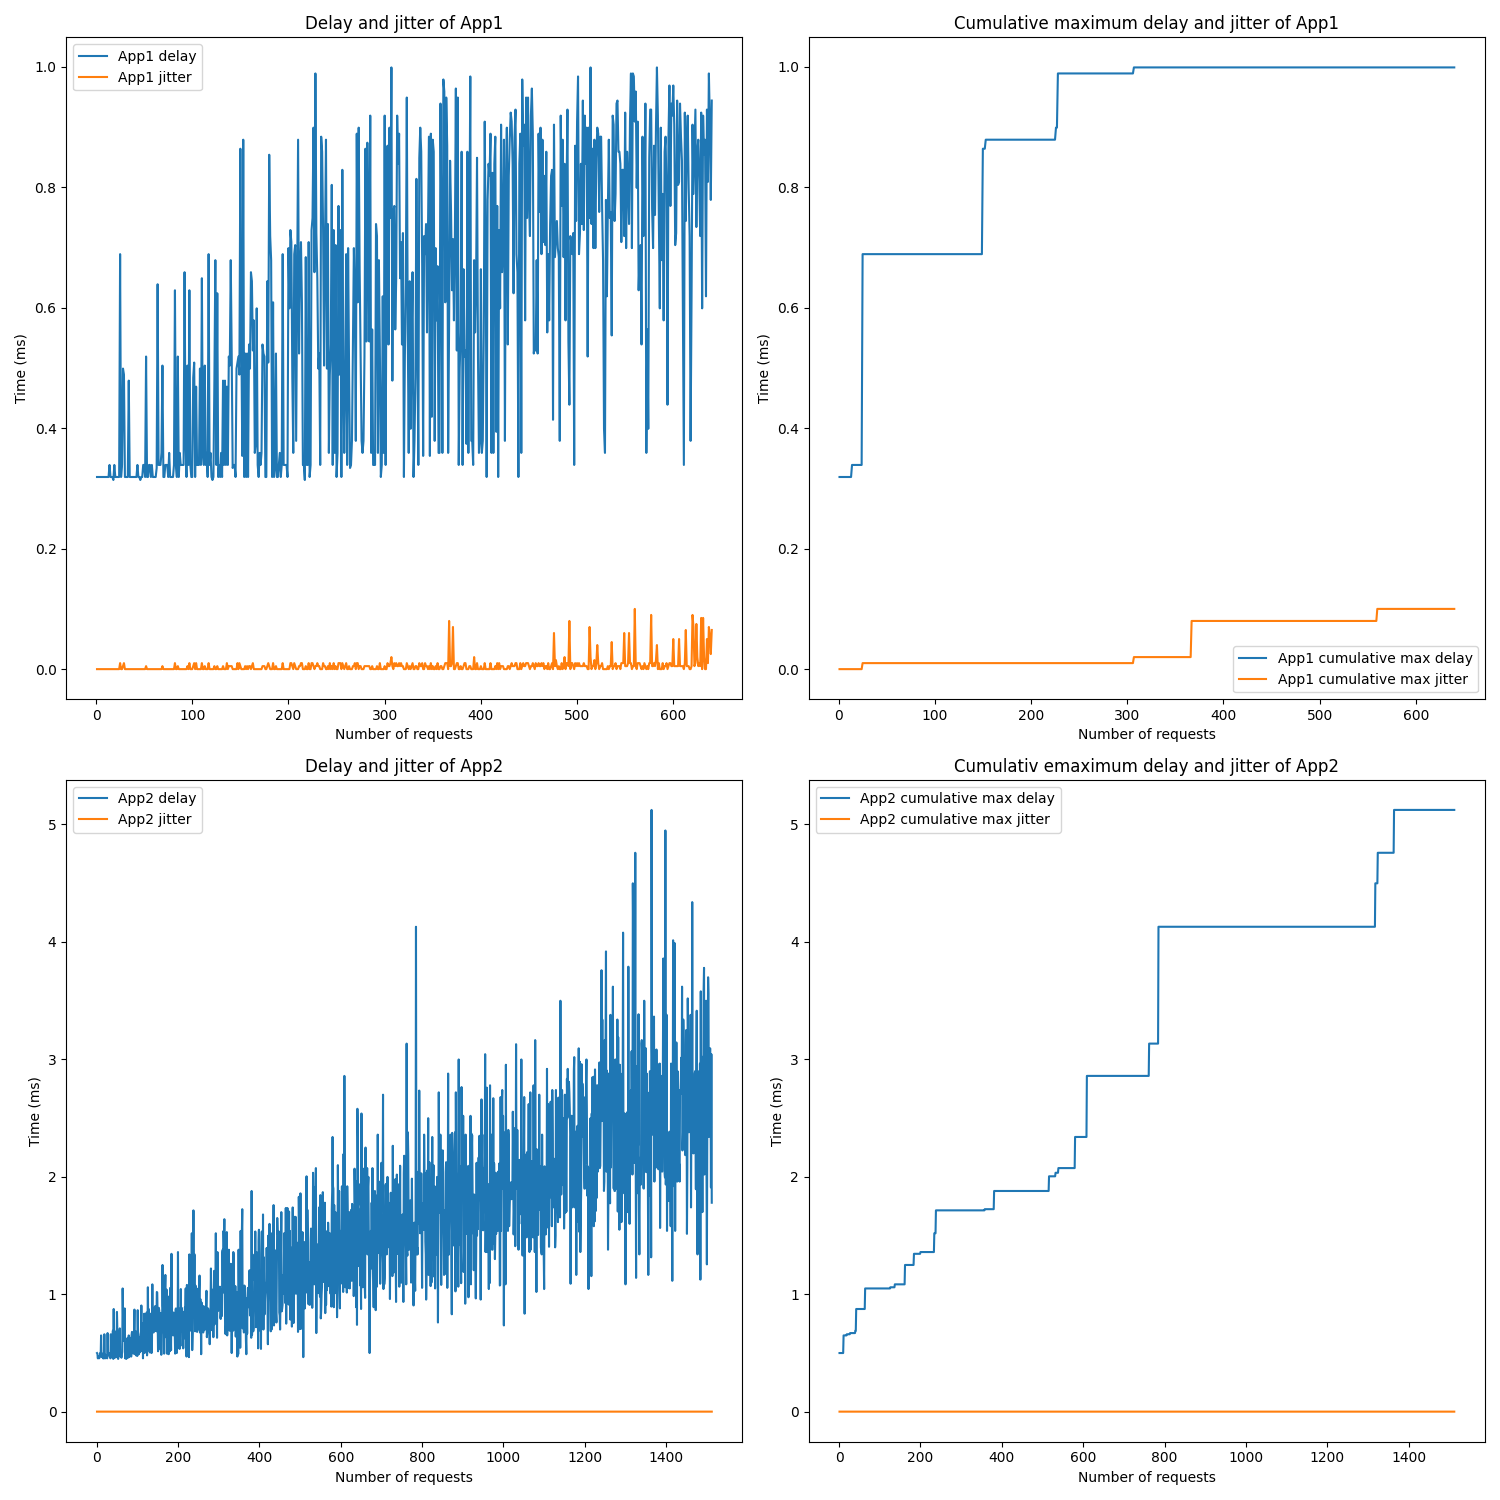 Delay and jitter of App1
App1 delay
App1 jitter
1.0
0.8
0.6
0.4
0.2
0.0
Time (ms)
0 100 200 300 400 500 600
Number of requests
Cumulative maximum delay and jitter of App1
1.0
0.8
0.6
0.4
0.2
0.0
Time (ms)
App1 cumulative max delay
App1 cumulative max jitter
0 100 200 300 400 500 600
Number of requests
Delay and jitter of App2
App2 delay
App2 jitter
5
4
3
2
1
0
Time (ms)
0 200 400 600 800 1000 1200 1400
Number of requests
Cumulativ emaximum delay and jitter of App2
App2 cumulative max delay
App2 cumulative max jitter
5
4
3
2
1
0
Time (ms)
0 200 400 600 800 1000 1200 1400
Number of requests